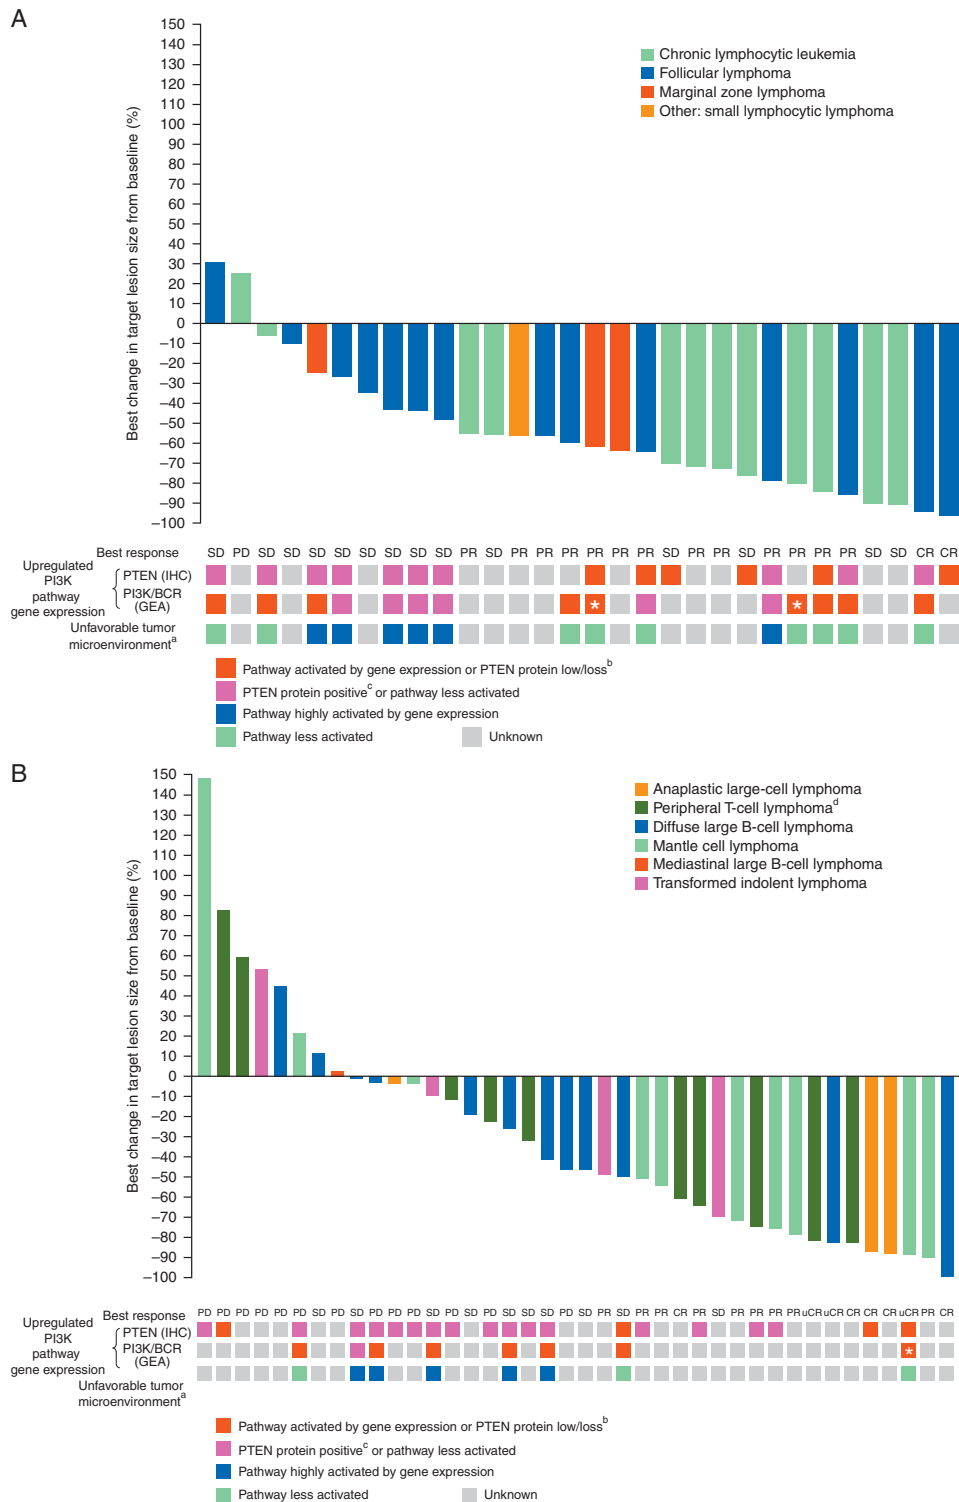 A
150
140
130
120
110
100
90
80
70
60
50
40
30
20
10
0
−10
−20
−30
−40
−50
−60
−70
−80
−90
−100
Best change in target lesion size from baseline (%)
Chronic lymphocytic leukemia
Follicular lymphoma
Marginal zone lymphoma
Other: small lymphocytic lymphoma
Best response SD PD SD SD SD SD SD SD SD SD PR SD PR PR PR PR PR PR SD PR PR SD PR PR PR PR SD SD CR CR
Upregulated PI3K pathway gene expression
PTEN (IHC)
PI3K/BCR (GEA)
* *
Unfavorable tumor microenvironmentᵃ
Pathway activated by gene expression or PTEN protein low/lossᵇ
PTEN protein positiveᶜ or pathway less activated
Pathway highly activated by gene expression
Pathway less activated Unknown
B
150
140
130
120
110
100
90
80
70
60
50
40
30
20
10
0
−10
−20
−30
−40
−50
−60
−70
−80
−90
−100
Best change in target lesion size from baseline (%)
Anaplastic large-cell lymphoma
Peripheral T-cell lymphomaᵈ
Diffuse large B-cell lymphoma
Mantle cell lymphoma
Mediastinal large B-cell lymphoma
Transformed indolent lymphoma
Best response PD PD PD PD PD PD SD PD SD PD PD PD SD PD SD PD SD SD SD PD SD PR SD PR PR CR PR SD PR PR PR PR uCR uCR CR CR SD uCR PR CR
Upregulated PI3K pathway gene expression
PTEN (IHC)
PI3K/BCR (GEA)
*
Unfavorable tumor microenvironmentᵃ
Pathway activated by gene expression or PTEN protein low/lossᵇ
PTEN protein positiveᶜ or pathway less activated
Pathway highly activated by gene expression
Pathway less activated Unknown